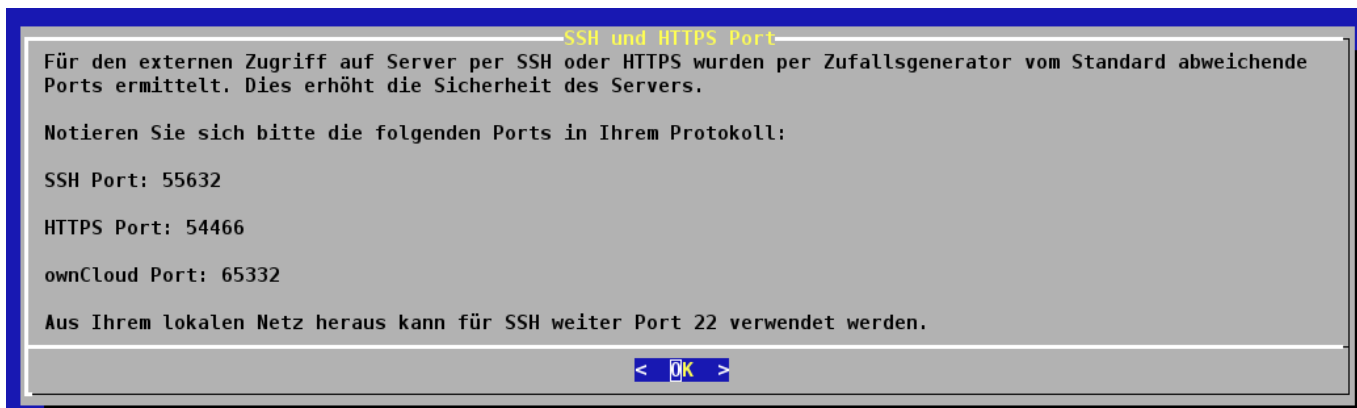 SSH und HTTPS Port
Für den externen Zugriff auf Server per SSH oder HTTPS wurden per Zufallsgenerator vom Standard abweichende
Ports ermittelt. Dies erhöht die Sicherheit des Servers.
Notieren Sie sich bitte die folgenden Ports in Ihrem Protokoll:
SSH Port: 55632
HTTPS Port: 54466
ownCloud Port: 65332
Aus Ihrem lokalen Netz heraus kann für SSH weiter Port 22 verwendet werden.
< OK >